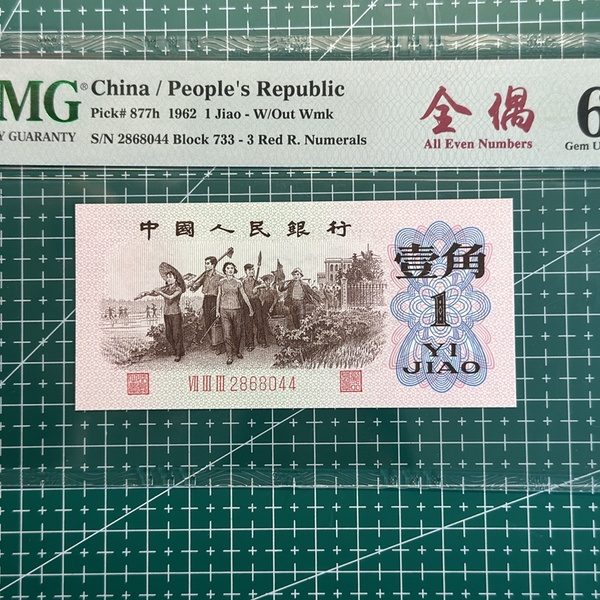 MG® China / People's Republic
Pick# 877h 1962 1 Jiao - W/Out Wmk
Y GUARANTY
S/N 2868044 Block 733 - 3 Red R. Numerals
全偶
All Even Numbers
6
Gem U
中國人民銀行
壹角
1
YI
JIAO
VII III III 2868044